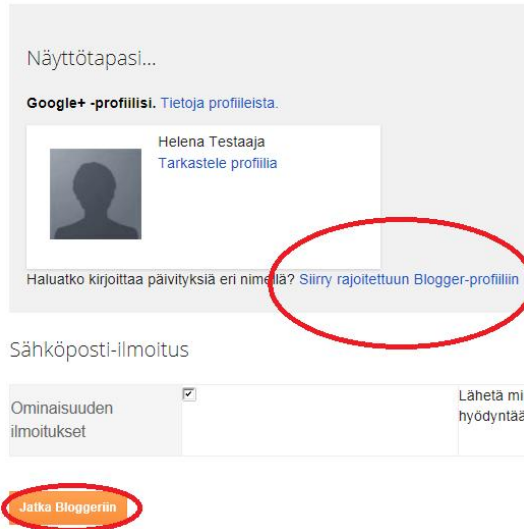 Näyttötapasi...
Google+ -profiilisi. Tietoja profiileista.
Helena Testaaja
Tarkastele profiilia
Haluatko kirjoittaa päivityksiä eri nimellä? Siirry rajoitettuun Blogger-profiiliin
Sähköposti-ilmoitus
Ominaisuuden
ilmoitukset
Lähetä mi
hyödyntää
Jatka Bloggeriin